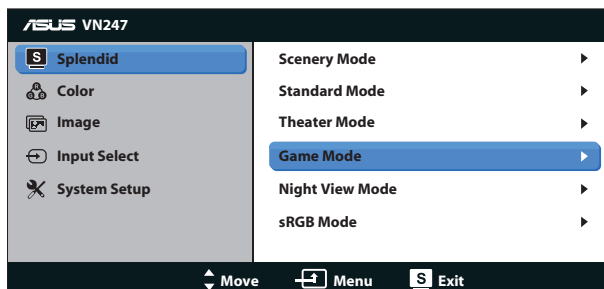 ASUS VN247
S Splendid
Color
Image
Input Select
System Setup
Scenery Mode
Standard Mode
Theater Mode
Game Mode
Night View Mode
sRGB Mode
Move Menu S Exit